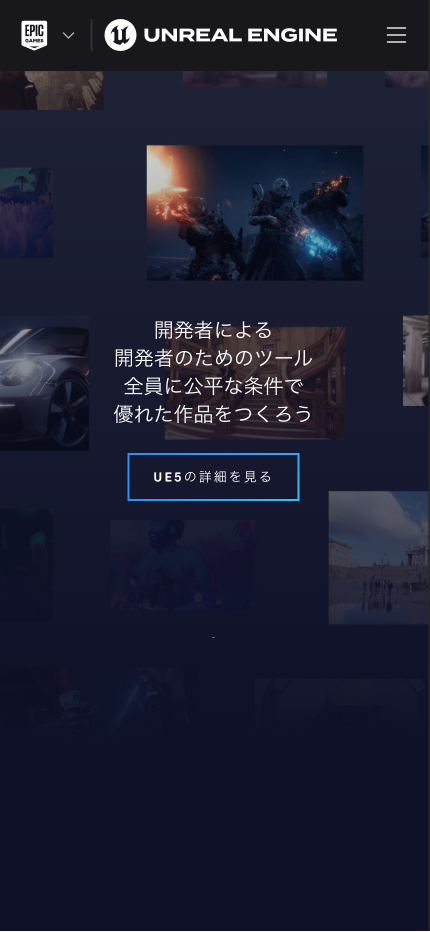 EPIC
GAMES
UNREAL ENGINE
開発者による
開発者のためのツール
全員に公平な条件で
優れた作品をつくろう
UE5の詳細を見る
-